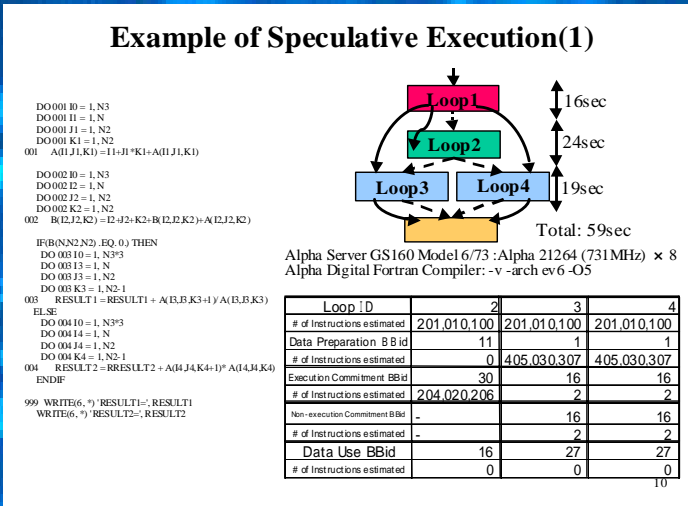 Example of Speculative Execution(1)
DO 001 I0 = 1, N3
DO 001 I1 = 1, N
DO 001 J1 = 1, N2
DO 001 K1 = 1, N2
001 A(I1,J1,K1) = I1+J1*K1+A(I1,J1,K1)
DO 002 I0 = 1, N3
DO 002 I2 = 1, N
DO 002 J2 = 1, N2
DO 002 K2 = 1, N2
002 B(I2,J2,K2) = I2+J2+K2+B(I2,J2,K2)+A(I2,J2,K2)
IF(B(N,N2,N2) .EQ. 0.) THEN
DO 003 I0 = 1, N3*3
DO 003 I3 = 1, N
DO 003 J3 = 1, N2
DO 003 K3 = 1, N2-1
003 RESULT1 = RESULT1 + A(I3,J3,K3+1)/ A(I3,J3,K3)
ELSE
DO 004 I0 = 1, N3*3
DO 004 I4 = 1, N
DO 004 J4 = 1, N2
DO 004 K4 = 1, N2-1
004 RESULT2 = RRESULT2 + A(I4,J4,K4+1)* A(I4,J4,K4)
ENDIF
999 WRITE(6, *) 'RESULT1=', RESULT1
WRITE(6, *) 'RESULT2=', RESULT2
Loop1
16sec
Loop2
24sec
Loop3 Loop4
19sec
Total: 59sec
Alpha Server GS160 Model 6/73 :Alpha 21264 (731MHz) × 8
Alpha Digital Fortran Compiler: -v -arch ev6 -O5
Loop ID 2 3 4
# of Instructions estimated 201,010,100 201,010,100 201,010,100
Data Preparation BBid 11 1 1
# of Instructions estimated 0 405,030,307 405,030,307
Execution Commitment BBid 30 16 16
# of Instructions estimated 204,020,206 2 2
Non-execution Commitment BBid - 16 16
# of Instructions estimated - 2 2
Data Use BBid 16 27 27
# of Instructions estimated 0 0 0
10